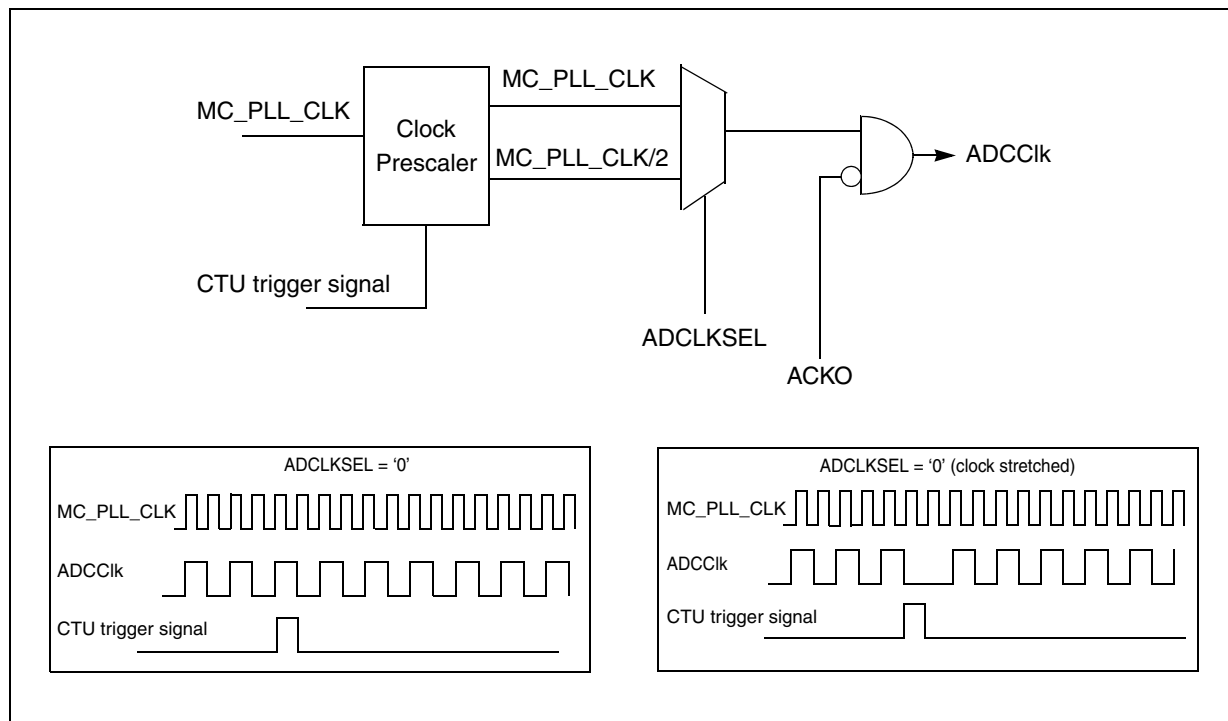 MC_PLL_CLK
Clock
Prescaler
MC_PLL_CLK
MC_PLL_CLK/2
ADCClk
CTU trigger signal
ADCLKSEL
ACKO
ADCLKSEL = ‘0’
MC_PLL_CLK
ADCClk
CTU trigger signal
ADCLKSEL = ‘0’ (clock stretched)
MC_PLL_CLK
ADCClk
CTU trigger signal